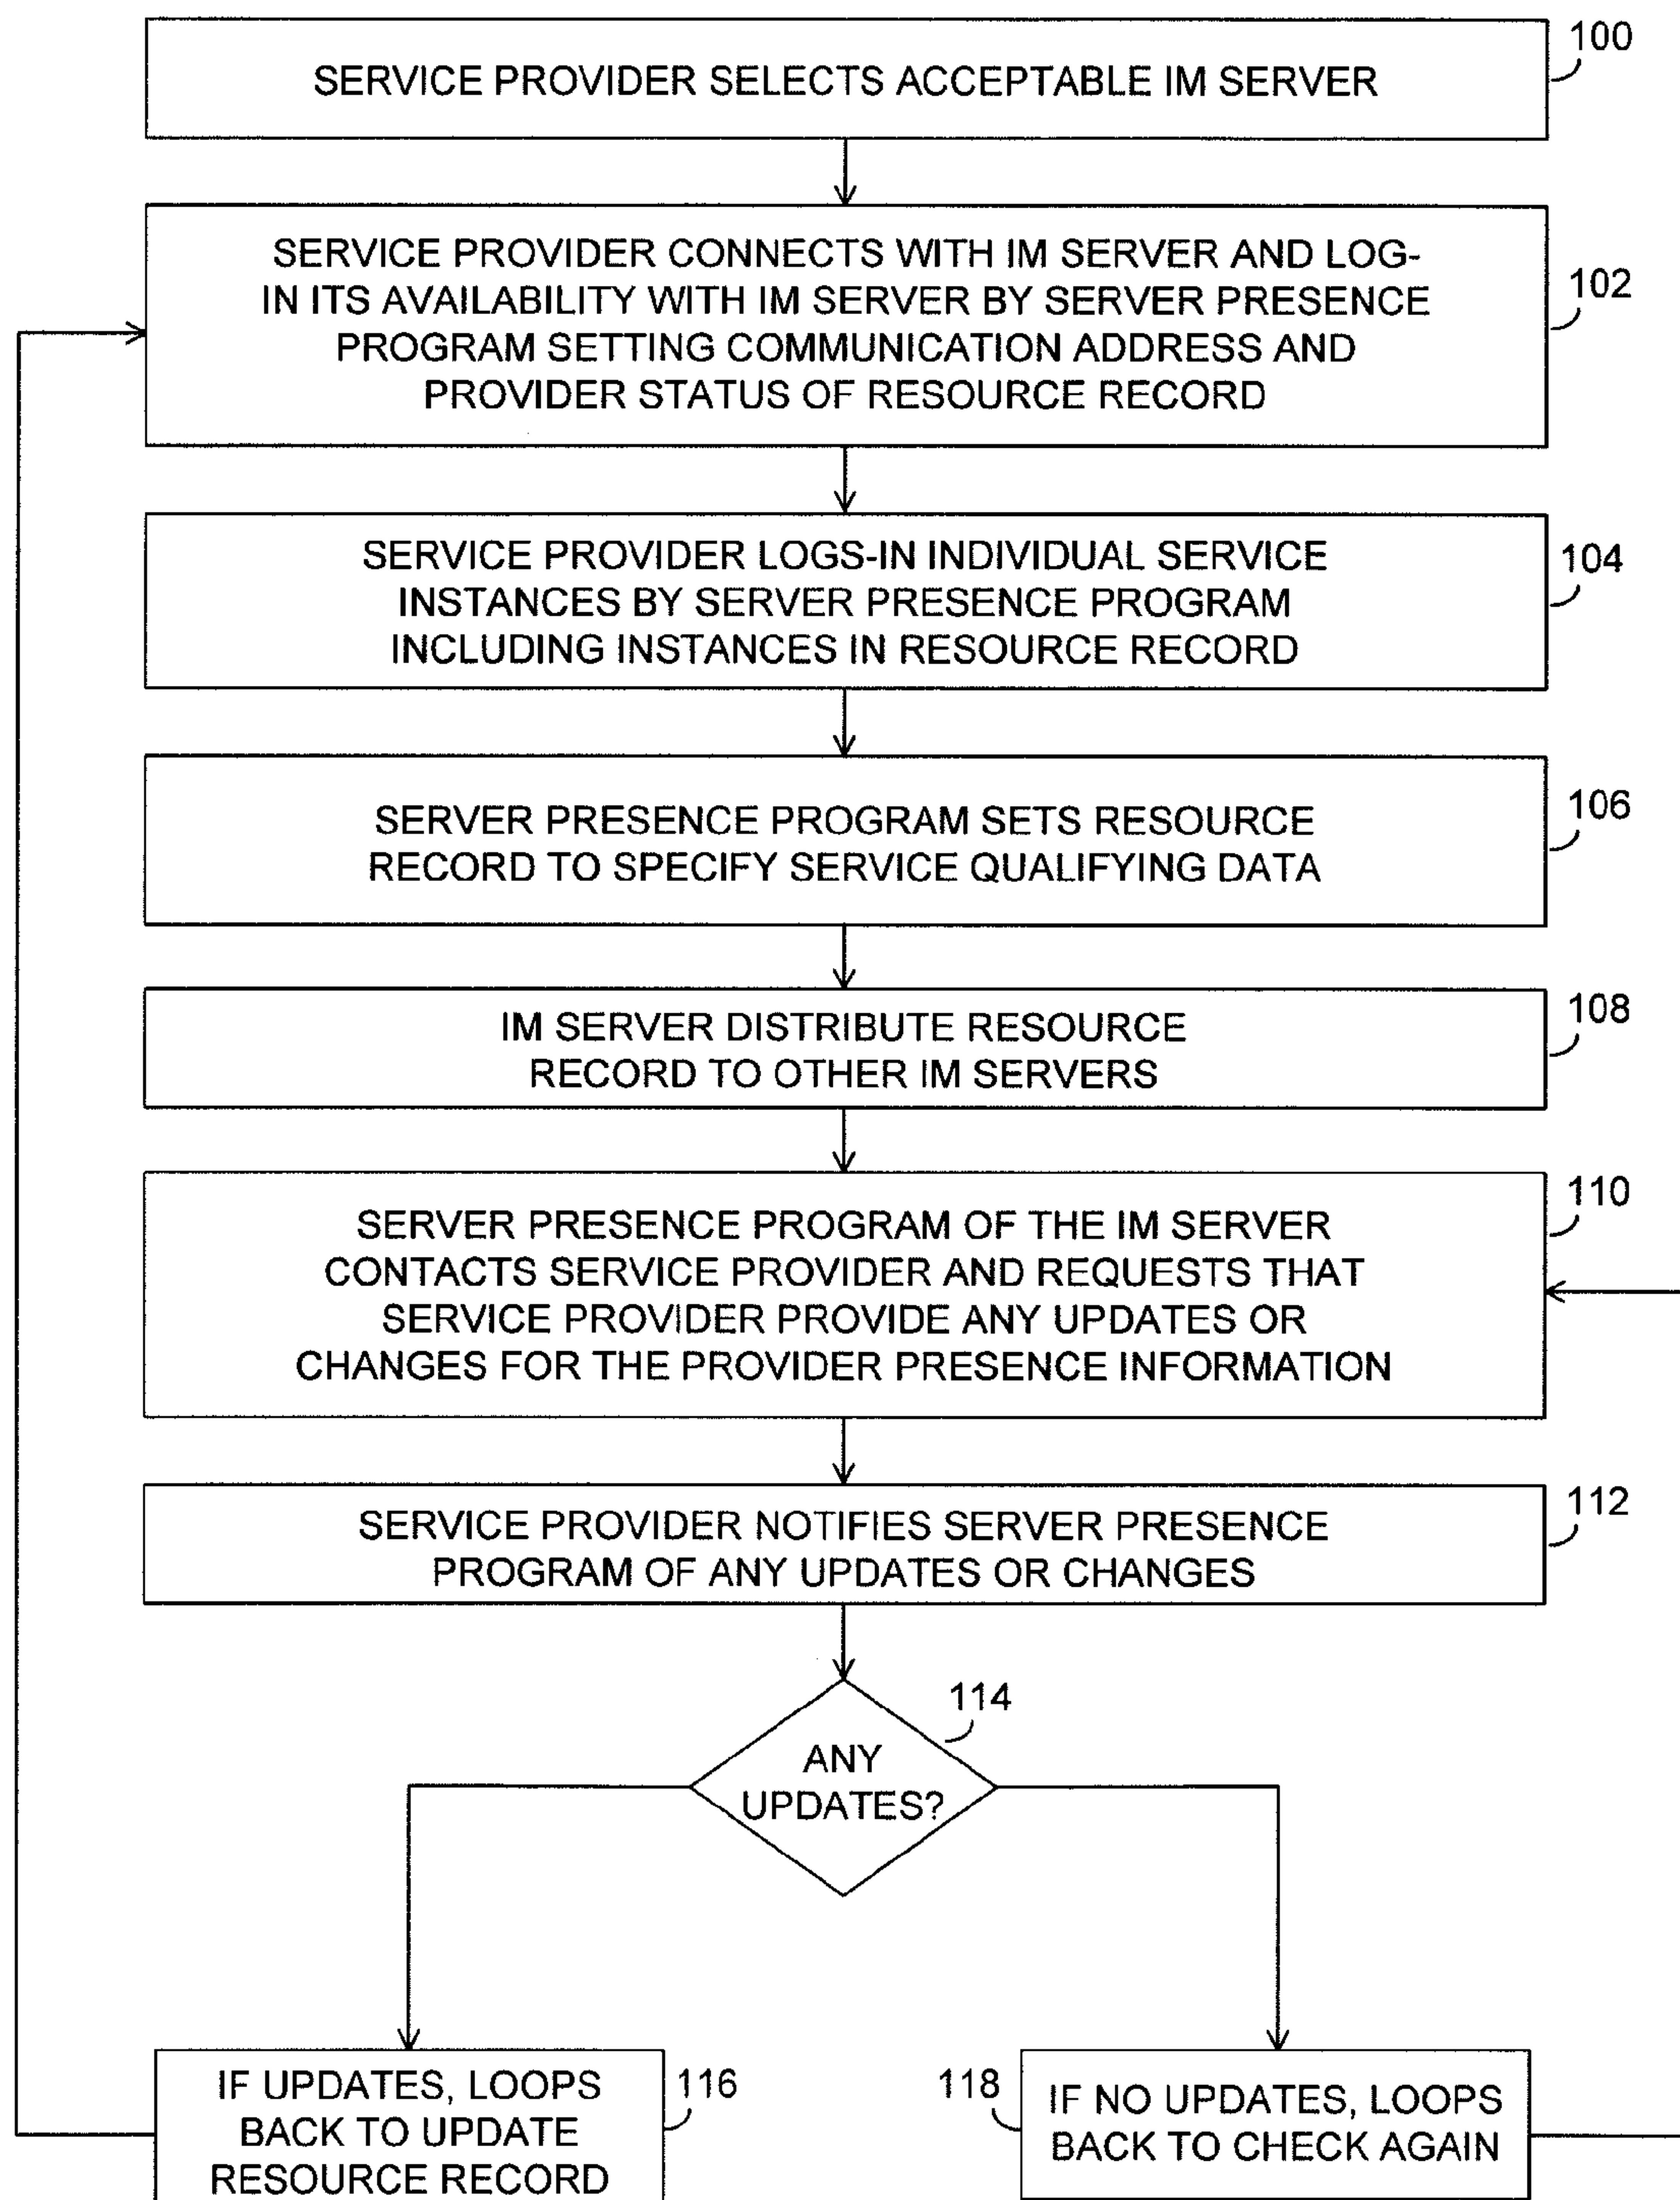 100
SERVICE PROVIDER SELECTS ACCEPTABLE IM SERVER
SERVICE PROVIDER CONNECTS WITH IM SERVER AND LOG-
IN ITS AVAILABILITY WITH IM SERVER BY SERVER PRESENCE
PROGRAM SETTING COMMUNICATION ADDRESS AND
PROVIDER STATUS OF RESOURCE RECORD
102
SERVICE PROVIDER LOGS-IN INDIVIDUAL SERVICE
INSTANCES BY SERVER PRESENCE PROGRAM
INCLUDING INSTANCES IN RESOURCE RECORD
104
SERVER PRESENCE PROGRAM SETS RESOURCE
RECORD TO SPECIFY SERVICE QUALIFYING DATA
106
IM SERVER DISTRIBUTE RESOURCE
RECORD TO OTHER IM SERVERS
108
SERVER PRESENCE PROGRAM OF THE IM SERVER
CONTACTS SERVICE PROVIDER AND REQUESTS THAT
SERVICE PROVIDER PROVIDE ANY UPDATES OR
CHANGES FOR THE PROVIDER PRESENCE INFORMATION
110
SERVICE PROVIDER NOTIFIES SERVER PRESENCE
PROGRAM OF ANY UPDATES OR CHANGES
112
114
ANY
UPDATES?
IF UPDATES, LOOPS
BACK TO UPDATE
RESOURCE RECORD
116
118
IF NO UPDATES, LOOPS
BACK TO CHECK AGAIN